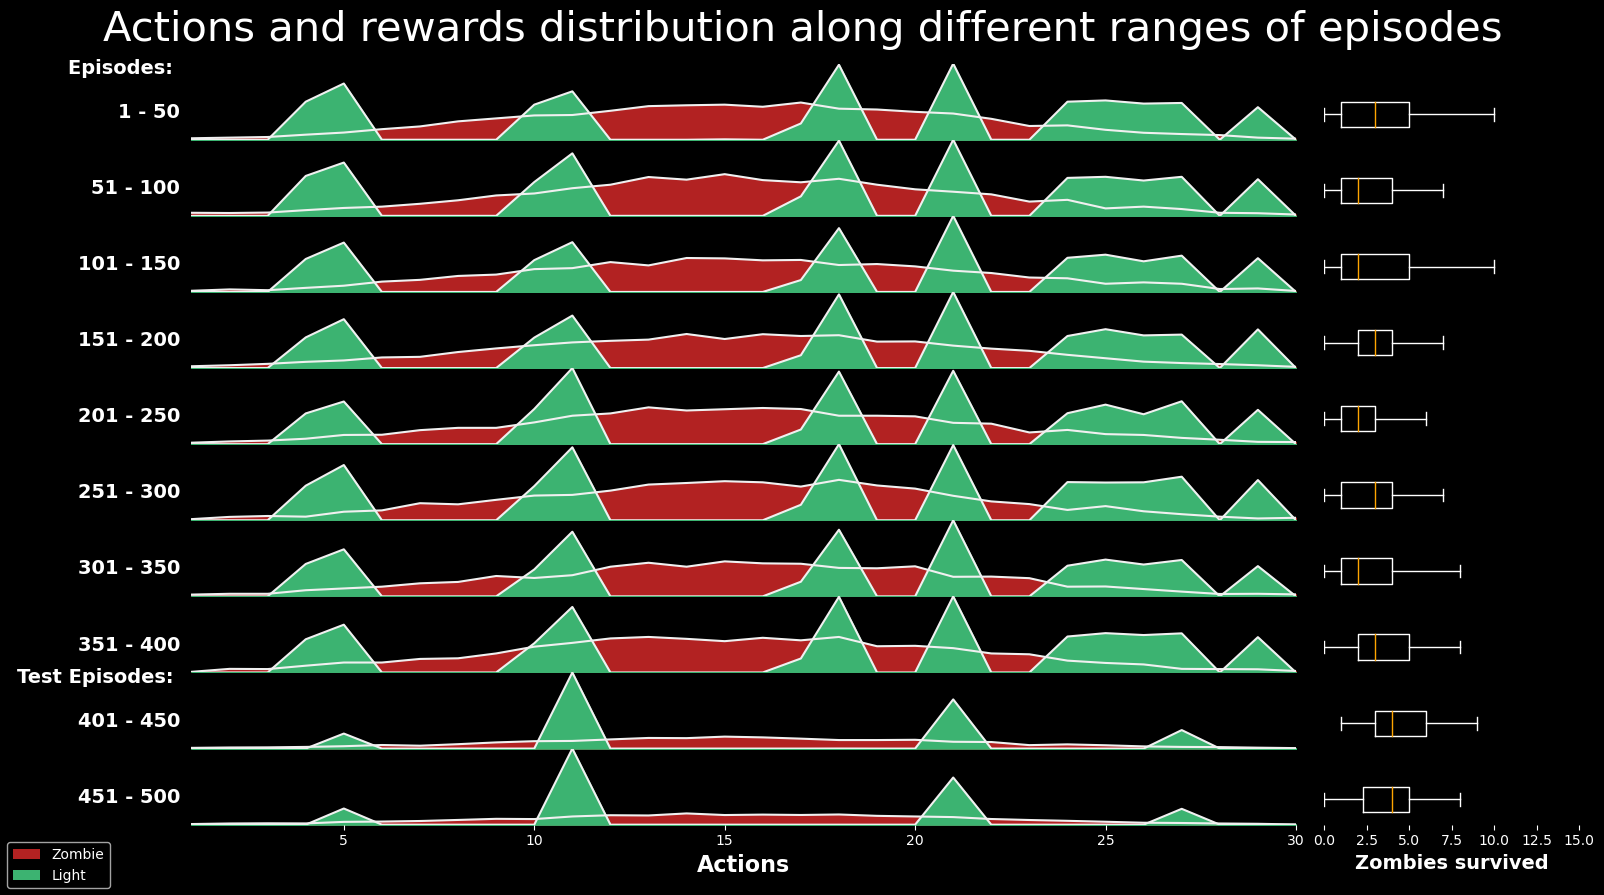 Actions and rewards distribution along different ranges of episodes
Episodes:
1 - 50
51 - 100
101 - 150
151 - 200
201 - 250
251 - 300
301 - 350
351 - 400
Test Episodes:
401 - 450
451 - 500
5 10 15 20 25 30
0.0 2.5 5.0 7.5 10.0 12.5 15.0
Actions
Zombies survived
Zombie
Light